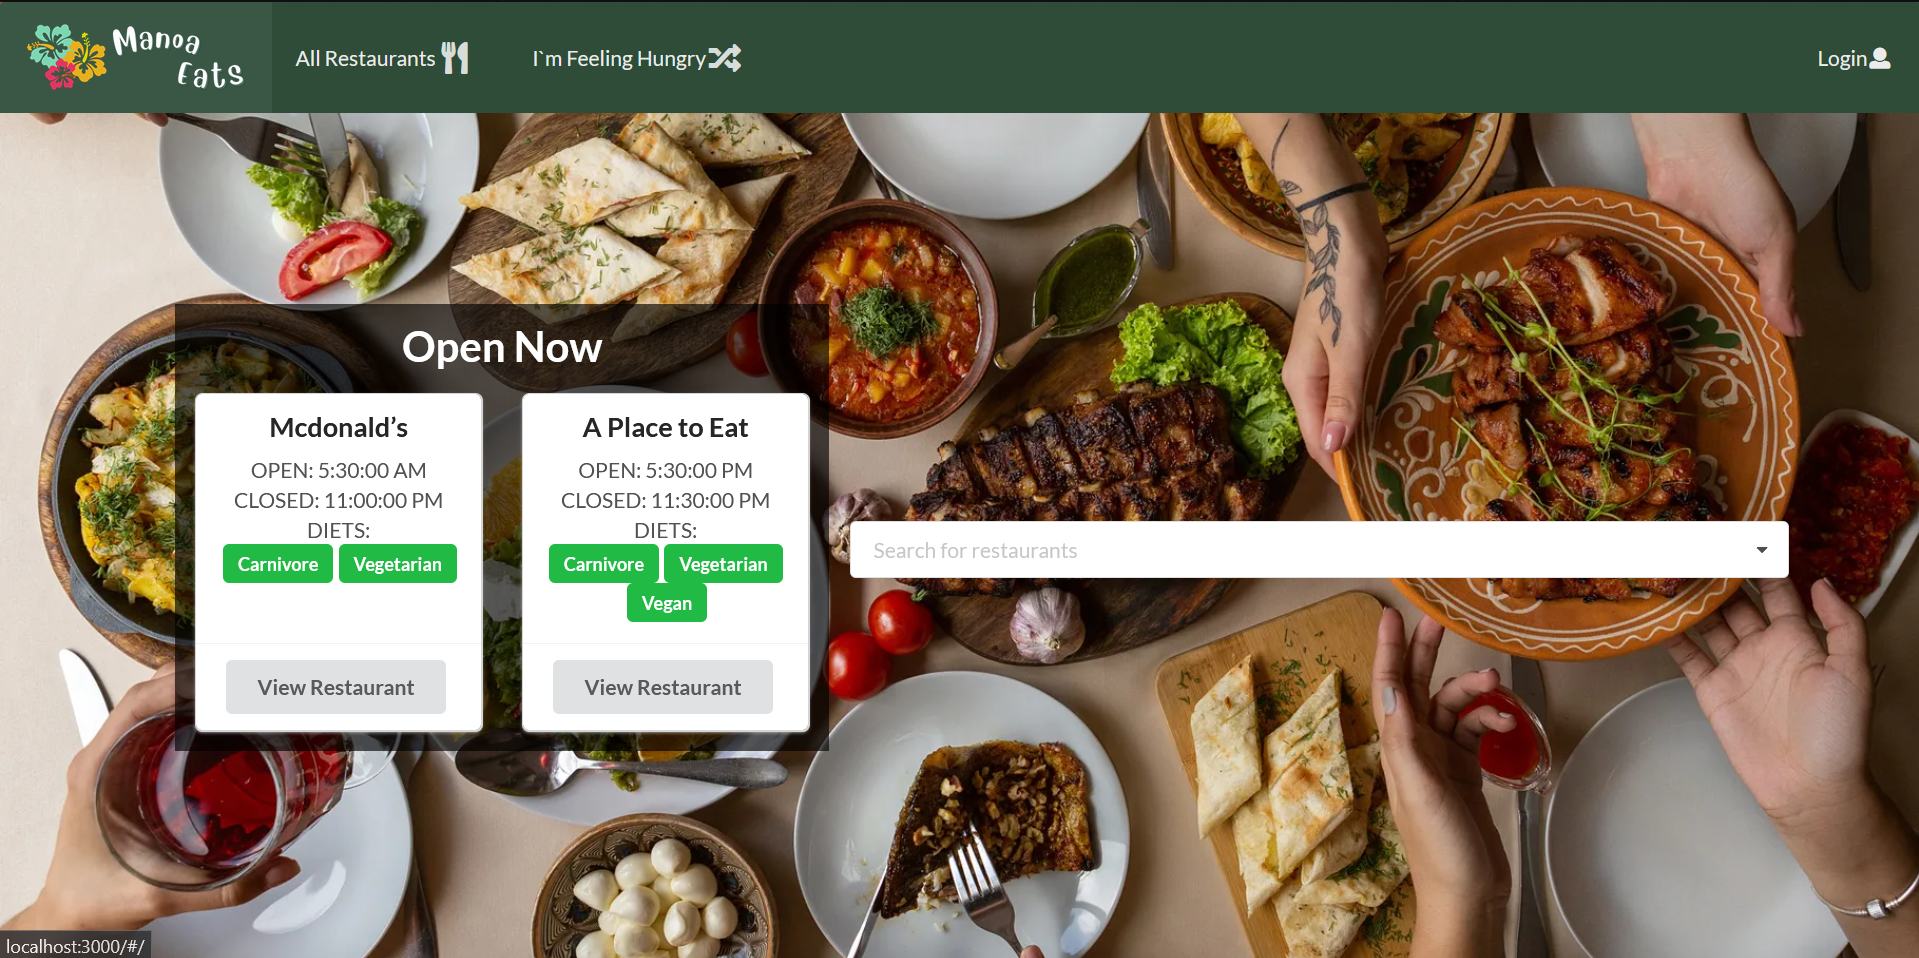 Manoa
Eats
All Restaurants
I`m Feeling Hungry
Login
Open Now
Mcdonald’s
OPEN: 5:30:00 AM
CLOSED: 11:00:00 PM
DIETS:
Carnivore Vegetarian
View Restaurant
A Place to Eat
OPEN: 5:30:00 PM
CLOSED: 11:30:00 PM
DIETS:
Carnivore Vegetarian
Vegan
View Restaurant
Search for restaurants
localhost:3000/#/